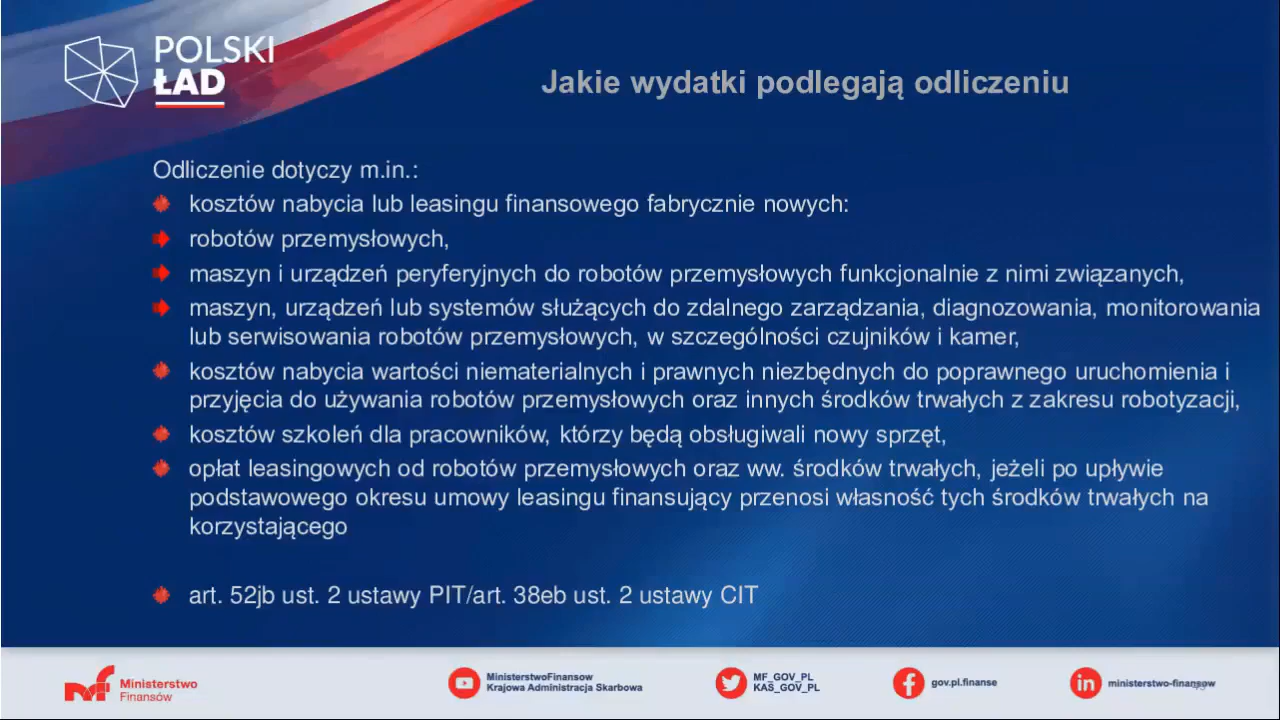 POLSKI
ŁAD
Jakie wydatki podlegają odliczeniu
Odliczenie dotyczy m.in.:
kosztów nabycia lub leasingu finansowego fabrycznie nowych:
robotów przemysłowych,
maszyn i urządzeń peryferyjnych do robotów przemysłowych funkcjonalnie z nimi związanych,
maszyn, urządzeń lub systemów służących do zdalnego zarządzania, diagnozowania, monitorowania
lub serwisowania robotów przemysłowych, w szczególności czujników i kamer,
kosztów nabycia wartości niematerialnych i prawnych niezbędnych do poprawnego uruchomienia i
przyjęcia do używania robotów przemysłowych oraz innych środków trwałych z zakresu robotyzacji,
kosztów szkoleń dla pracowników, którzy będą obsługiwali nowy sprzęt,
opłat leasingowych od robotów przemysłowych oraz ww. środków trwałych, jeżeli po upływie
podstawowego okresu umowy leasingu finansujący przenosi własność tych środków trwałych na
korzystającego
art. 52jb ust. 2 ustawy PIT/art. 38eb ust. 2 ustawy CIT
Ministerstwo
Finansów
MinisterstwoFinansow
Krajowa Administracja Skarbowa
MF_GOV_PL
KAS_GOV_PL
gov.pl.finanse
ministerstwo-finansow